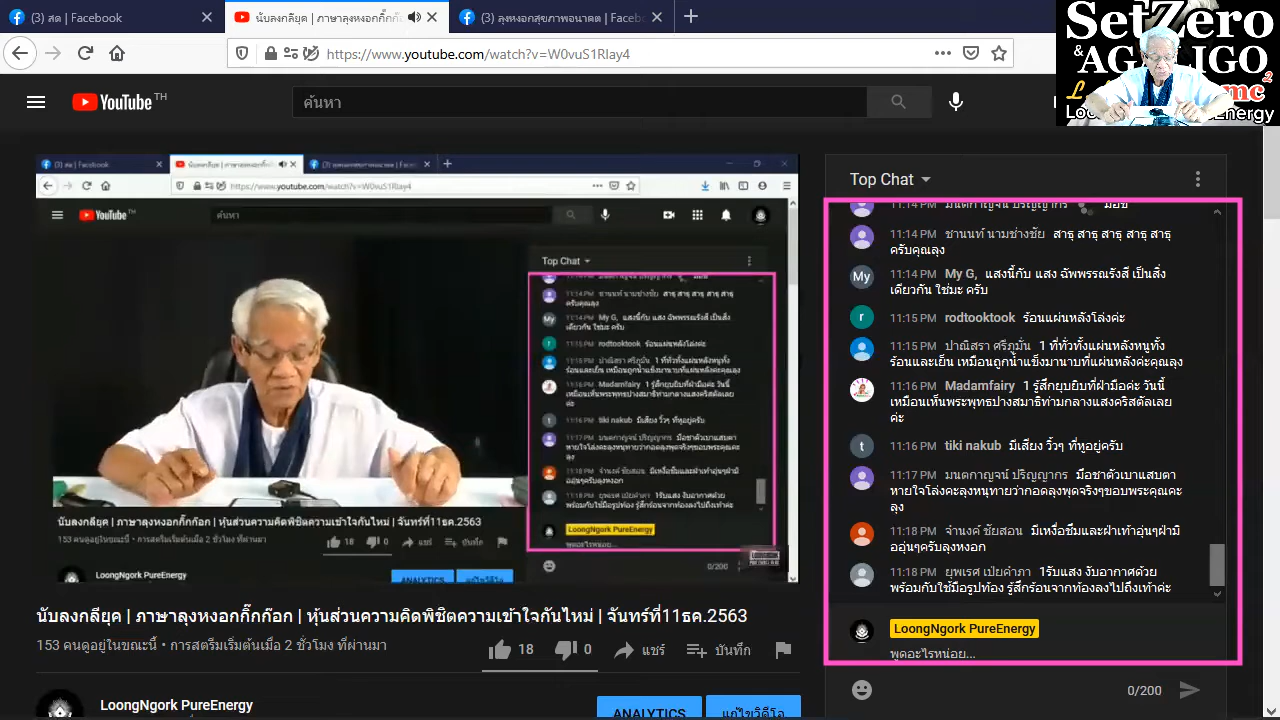 (3) สด | Facebook
นับลงกลียุค | ภาษาลุงหงอกกิ๊กก๊
(3) ลุงหงอกสุขภาพอนาคต | Faceb
https://www.youtube.com/watch?v=W0vuS1RIay4
SetZero
&
YouTube TH
ค้นหา
Top Chat
11:14 PM ชานนท์ นามช่างชัย สาธุ สาธุ สาธุ สาธุ สาธุ
ครับคุณลุง
11:14 PM My G, แสงนี้กับ แสง ฉัพพรรณรังสี เป็นสิ่ง
เดียวกัน ใช่มะ ครับ
11:15 PM rodtooktook ร้อนแผ่นหลังโล่งค่ะ
11:15 PM ปาณิสรา ศรีภูมั่น 1 ที่ทั่วทั้งแผ่นหลังหนูทั้ง
ร้อนและเย็น เหมือนถูกน้ำแข็งมานาบที่แผ่นหลังค่ะคุณลุง
11:16 PM Madamfairy 1 รู้สึกยุบยิบที่ฝ่ามือค่ะ วันนี้
เหมือนเห็นพระพุทธปางสมาธิท่ามกลางแสงคริสตัลเลย
ค่ะ
11:16 PM tiki nakub มีเสียง วิ้งๆ ที่หูอยู่ครับ
11:17 PM มนตกาญจน์ ปริญญากร มือชาตัวเบาแสบตา
หายใจโล่งคะลุงหนูทายว่ากอดลุงพูดจริงๆขอบพระคุณคะ
ลุง
11:18 PM จํานงค์ ชัยสอน มีเหงื่อซึมและฝ่าเท้าอุ่นๆฝ่ามื
ออุ่นๆครับลุงหงอก
11:18 PM ยุพเรศ เปี่ยคําภา 1รับแสง งับอากาศด้วย
พร้อมกับใช้มือรูปท้อง รู้สึกร้อนจากท้องลงไปถึงเท้าค่ะ
LoongNgork PureEnergy
พูดอะไรหน่อย...
0/200
นับลงกลียุค | ภาษาลุงหงอกกิ๊กก๊อก | หุ้นส่วนความคิดพิชิตความเข้าใจกันไหม่ | จันทร์ที่11ธค.2563
153 คนดูอยู่ในขณะนี้ • การสตรีมเริ่มต้นเมื่อ 2 ชั่วโมง ที่ผ่านมา
18 0 แชร์ บันทึก
LoongNgork PureEnergy
ANALYTICS แก้ไขวิดีโอ